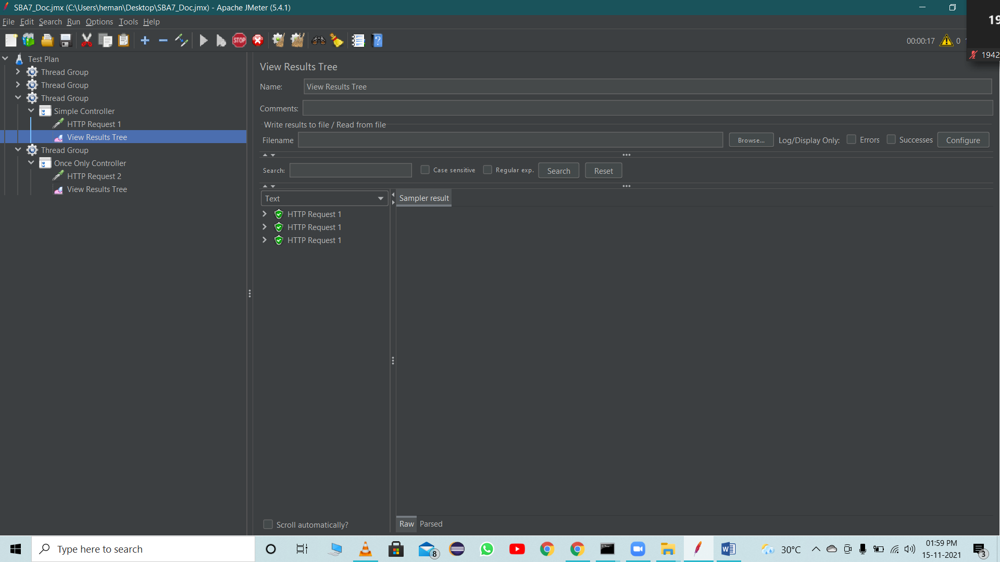 SBA7_Doc.jmx (C:\Users\heman\Desktop\SBA7_Doc.jmx) - Apache JMeter (5.4.1)
File Edit Search Run Options Tools Help
STOP
00:00:17 0
19
1942
Test Plan
Thread Group
Thread Group
Thread Group
Simple Controller
HTTP Request 1
View Results Tree
Thread Group
Once Only Controller
HTTP Request 2
View Results Tree
View Results Tree
Name: View Results Tree
Comments:
Write results to file / Read from file
Filename Browse... Log/Display Only: Errors Successes Configure
Search: Case sensitive Regular exp. Search Reset
Text
Sampler result
HTTP Request 1
HTTP Request 1
HTTP Request 1
Scroll automatically?
Raw Parsed
Type here to search
8
30°C
01:59 PM
15-11-2021
3